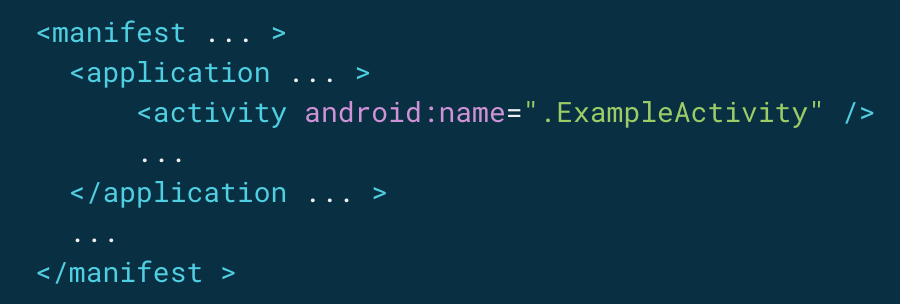 <manifest ... >
<application ... >
<activity android:name=".ExampleActivity" />
...
</application ... >
...
</manifest >